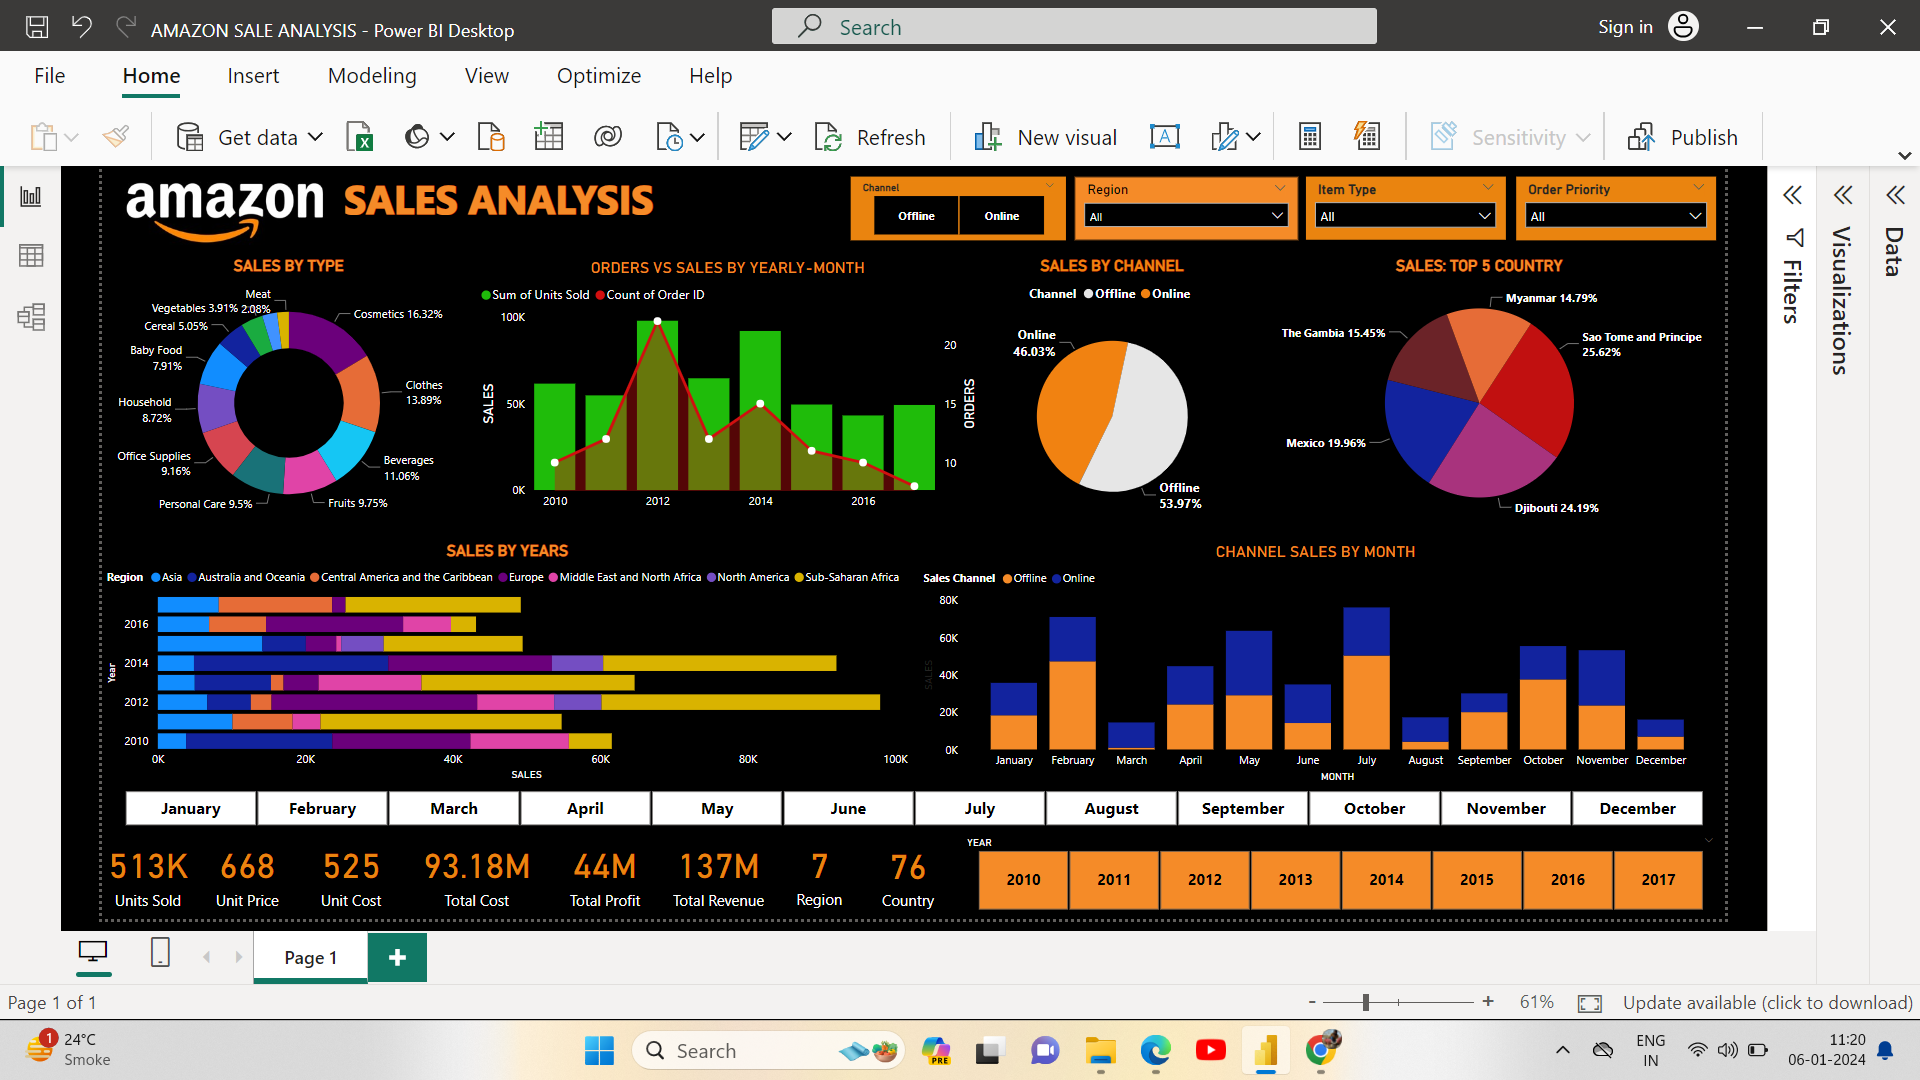 AMAZON SALE ANALYSIS - Power BI Desktop
Search
Sign in
File Home Insert Modeling View Optimize Help
Get data
Refresh
New visual
A
Sensitivity
Publish
amazon SALES ANALYSIS
Channel
Offline Online
Region
All
Item Type
All
Order Priority
All
Filters
Visualizations
Data
SALES BY TYPE
Meat
2.08%
Vegetables 3.91%
Cereal 5.05%
Baby Food
7.91%
Household
8.72%
Office Supplies
9.16%
Personal Care 9.5%
Fruits 9.75%
Beverages
11.06%
Clothes
13.89%
Cosmetics 16.32%
ORDERS VS SALES BY YEARLY-MONTH
Sum of Units Sold Count of Order ID
100K
50K
0K
SALES
20
15
10
ORDERS
2010 2012 2014 2016
SALES BY CHANNEL
Channel Offline Online
Online
46.03%
Offline
53.97%
SALES: TOP 5 COUNTRY
Myanmar 14.79%
The Gambia 15.45%
Sao Tome and Principe
25.62%
Mexico 19.96%
Djibouti 24.19%
SALES BY YEARS
Region Asia Australia and Oceania Central America and the Caribbean Europe Middle East and North Africa North America Sub-Saharan Africa
Year
2016
2014
2012
2010
0K 20K 40K 60K 80K 100K
SALES
CHANNEL SALES BY MONTH
Sales Channel Offline Online
SALES
80K
60K
40K
20K
0K
January February March April May June July August September October November December
MONTH
January February March April May June July August September October November December
513K
Units Sold
668
Unit Price
525
Unit Cost
93.18M
Total Cost
44M
Total Profit
137M
Total Revenue
7
Region
76
Country
YEAR
2010 2011 2012 2013 2014 2015 2016 2017
Page 1
+
Page 1 of 1
- + 61%
Update available (click to download)
1
24°C
Smoke
Search
PRE
ENG
IN
11:20
06-01-2024